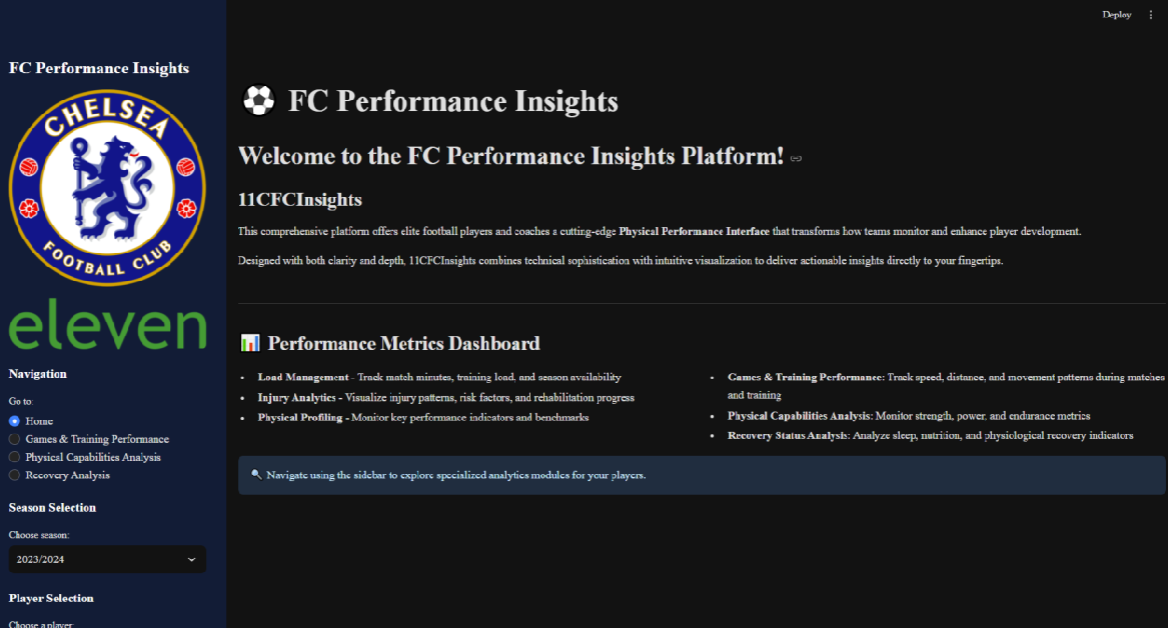 Deploy
FC Performance Insights
CHELSEA
FOOTBALL CLUB
eleven
Navigation
Go to:
Home
Games & Training Performance
Physical Capabilities Analysis
Recovery Analysis
Season Selection
Choose season:
2023/2024
Player Selection
Choose a player:
FC Performance Insights
Welcome to the FC Performance Insights Platform!
11CFCInsights
This comprehensive platform offers elite football players and coaches a cutting-edge Physical Performance Interface that transforms how teams monitor and enhance player development.
Designed with both clarity and depth, 11CFCInsights combines technical sophistication with intuitive visualization to deliver actionable insights directly to your fingertips.
Performance Metrics Dashboard
• Load Management - Track match minutes, training load, and season availability
• Injury Analytics - Visualize injury patterns, risk factors, and rehabilitation progress
• Physical Profiling - Monitor key performance indicators and benchmarks
• Games & Training Performance: Track speed, distance, and movement patterns during matches
and training
• Physical Capabilities Analysis: Monitor strength, power, and endurance metrics
• Recovery Status Analysis: Analyze sleep, nutrition, and physiological recovery indicators
Navigate using the sidebar to explore specialized analytics modules for your players.